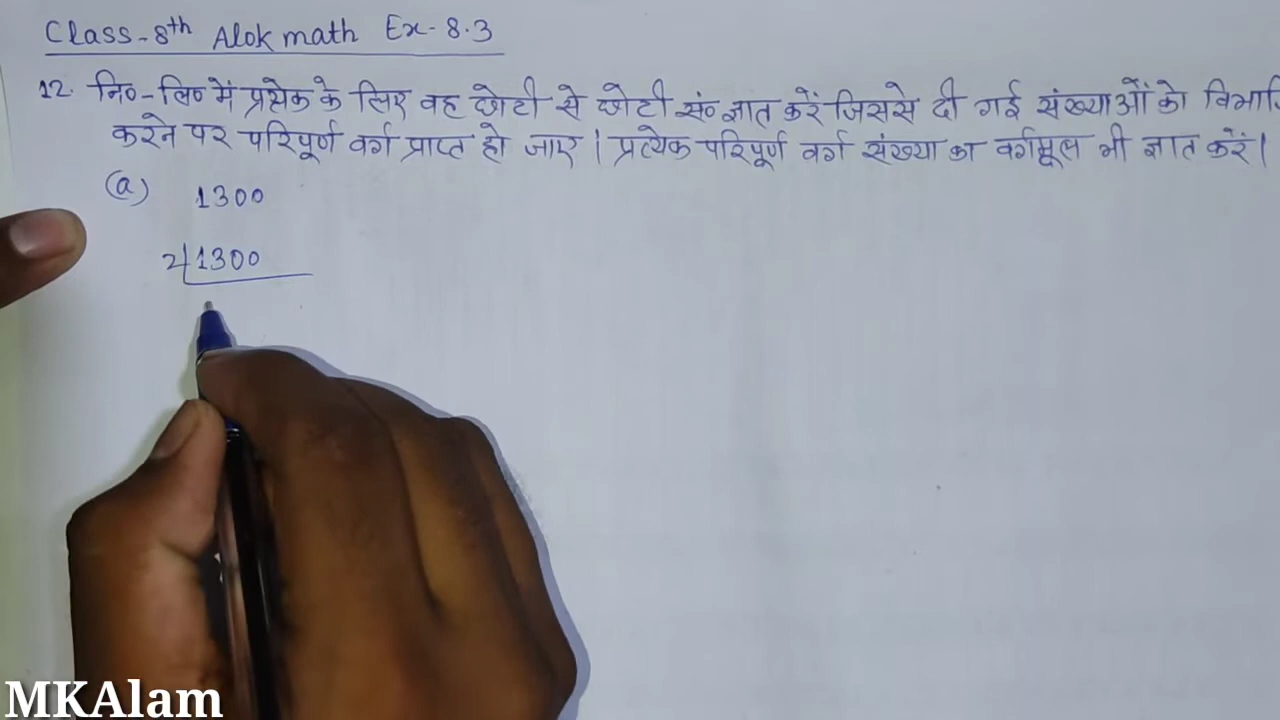 Class-8th Alok math Ex-8.3
12. नि०-लि० में प्रत्येक के लिए वह छोटी से छोटी सं० ज्ञात करें जिससे दी गई संख्याओं को विभाजि
करने पर परिपूर्ण वर्ग प्राप्त हो जाए । प्रत्येक परिपूर्ण वर्ग संख्या का वर्गमूल भी ज्ञात करें।
(a) 1300
2 1300
MKAlam